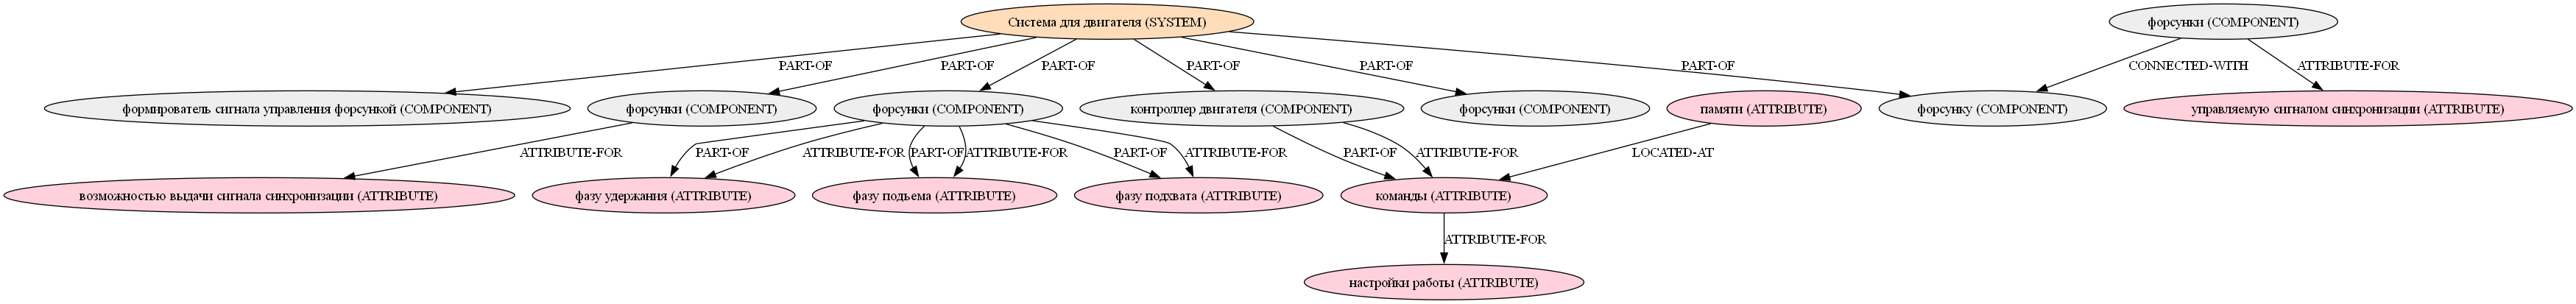 Система для двигателя (SYSTEM)
форсунки (COMPONENT)
PART-OF
PART-OF
PART-OF
PART-OF
PART-OF
PART-OF
CONNECTED-WITH
ATTRIBUTE-FOR
формирователь сигнала управления форсункой (COMPONENT)
форсунки (COMPONENT)
форсунки (COMPONENT)
контроллер двигателя (COMPONENT)
форсунки (COMPONENT)
памяти (ATTRIBUTE)
форсунку (COMPONENT)
управляемую сигналом синхронизации (ATTRIBUTE)
ATTRIBUTE-FOR
PART-OF
ATTRIBUTE-FOR
PART-OF
ATTRIBUTE-FOR
PART-OF
ATTRIBUTE-FOR
PART-OF
ATTRIBUTE-FOR
LOCATED-AT
возможностью выдачи сигнала синхронизации (ATTRIBUTE)
фазу удержания (ATTRIBUTE)
фазу подъема (ATTRIBUTE)
фазу подхвата (ATTRIBUTE)
команды (ATTRIBUTE)
ATTRIBUTE-FOR
настройки работы (ATTRIBUTE)